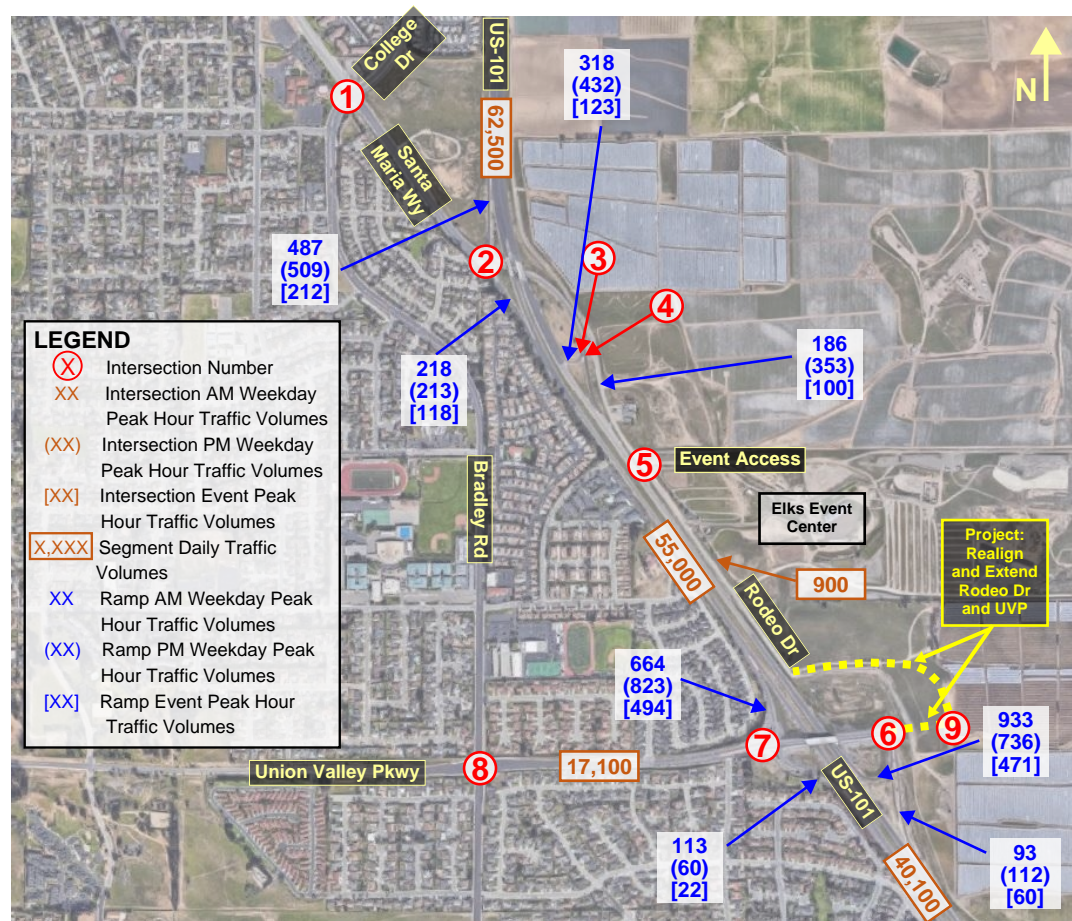 College
Dr
US-101
318
(432)
[123]
N
1
62,500
Santa
Maria Wy
487
(509)
[212]
2
3
4
LEGEND
X Intersection Number
XX Intersection AM Weekday
Peak Hour Traffic Volumes
(XX) Intersection PM Weekday
Peak Hour Traffic Volumes
[XX] Intersection Event Peak
Hour Traffic Volumes
X,XXX Segment Daily Traffic
Volumes
XX Ramp AM Weekday Peak
Hour Traffic Volumes
(XX) Ramp PM Weekday Peak
Hour Traffic Volumes
[XX] Ramp Event Peak Hour
Traffic Volumes
218
(213)
[118]
186
(353)
[100]
5
Event Access
Bradley Rd
Elks Event
Center
Project:
Realign
and Extend
Rodeo Dr
and UVP
55,000
900
Rodeo Dr
664
(823)
[494]
6
9
933
(736)
[471]
7
8
Union Valley Pkwy
17,100
US-101
113
(60)
[22]
40,100
93
(112)
[60]